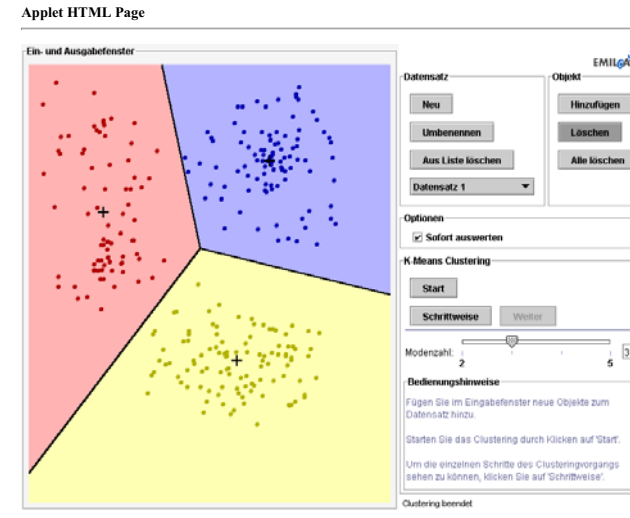 Applet HTML Page
Ein- und Ausgabefenster
EMILeA
Datensatz
Objekt
Neu
Hinzufügen
Umbenennen
Löschen
Aus Liste löschen
Alle löschen
Datensatz 1
Optionen
Sofort auswerten
K-Means Clustering
Start
Schrittweise
Weiter
Modenzahl:
2
5
3
Bedienungshinweise
Fügen Sie im Eingabefenster neue Objekte zum
Datensatz hinzu.
Starten Sie das Clustering durch Klicken auf 'Start'.
Um die einzelnen Schritte des Clusteringvorgangs
sehen zu können, klicken Sie auf 'Schrittweise'.
Clustering beendet